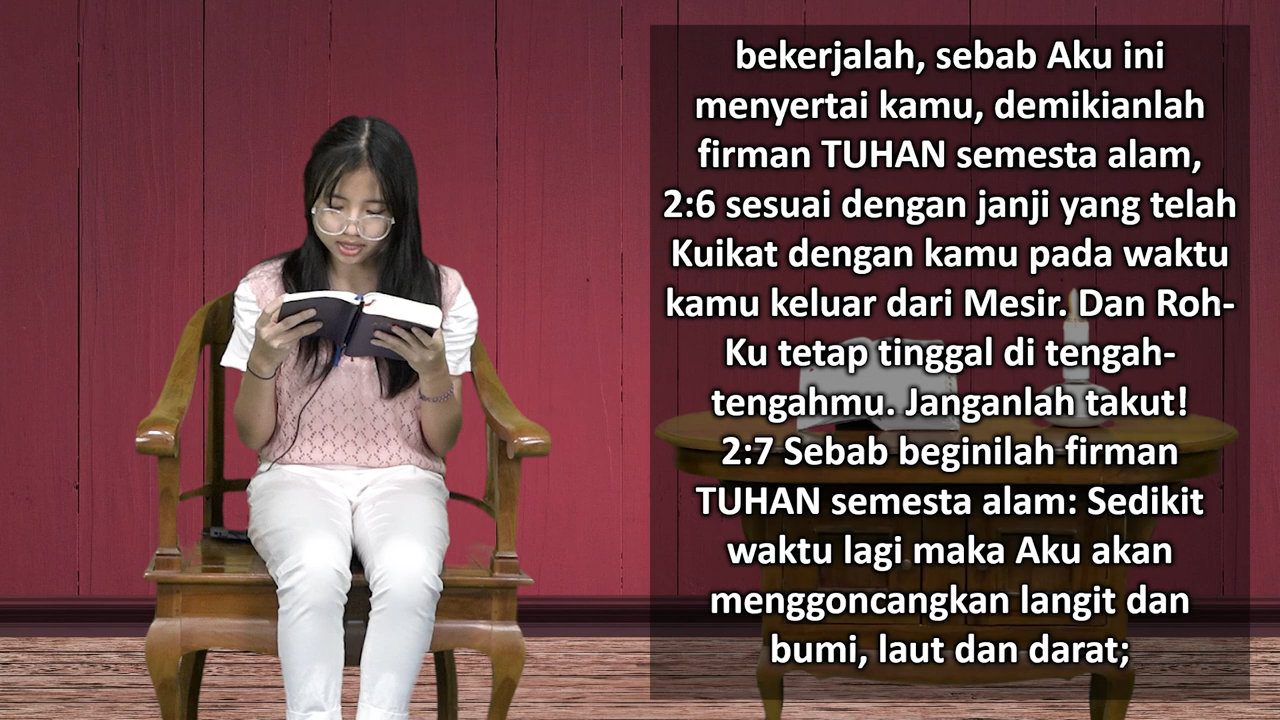 bekerjalah, sebab Aku ini
menyertai kamu, demikianlah
firman TUHAN semesta alam,
2:6 sesuai dengan janji yang telah
Kuikat dengan kamu pada waktu
kamu keluar dari Mesir. Dan Roh-
Ku tetap tinggal di tengah-
tengahmu. Janganlah takut!
2:7 Sebab beginilah firman
TUHAN semesta alam: Sedikit
waktu lagi maka Aku akan
menggoncangkan langit dan
bumi, laut dan darat;